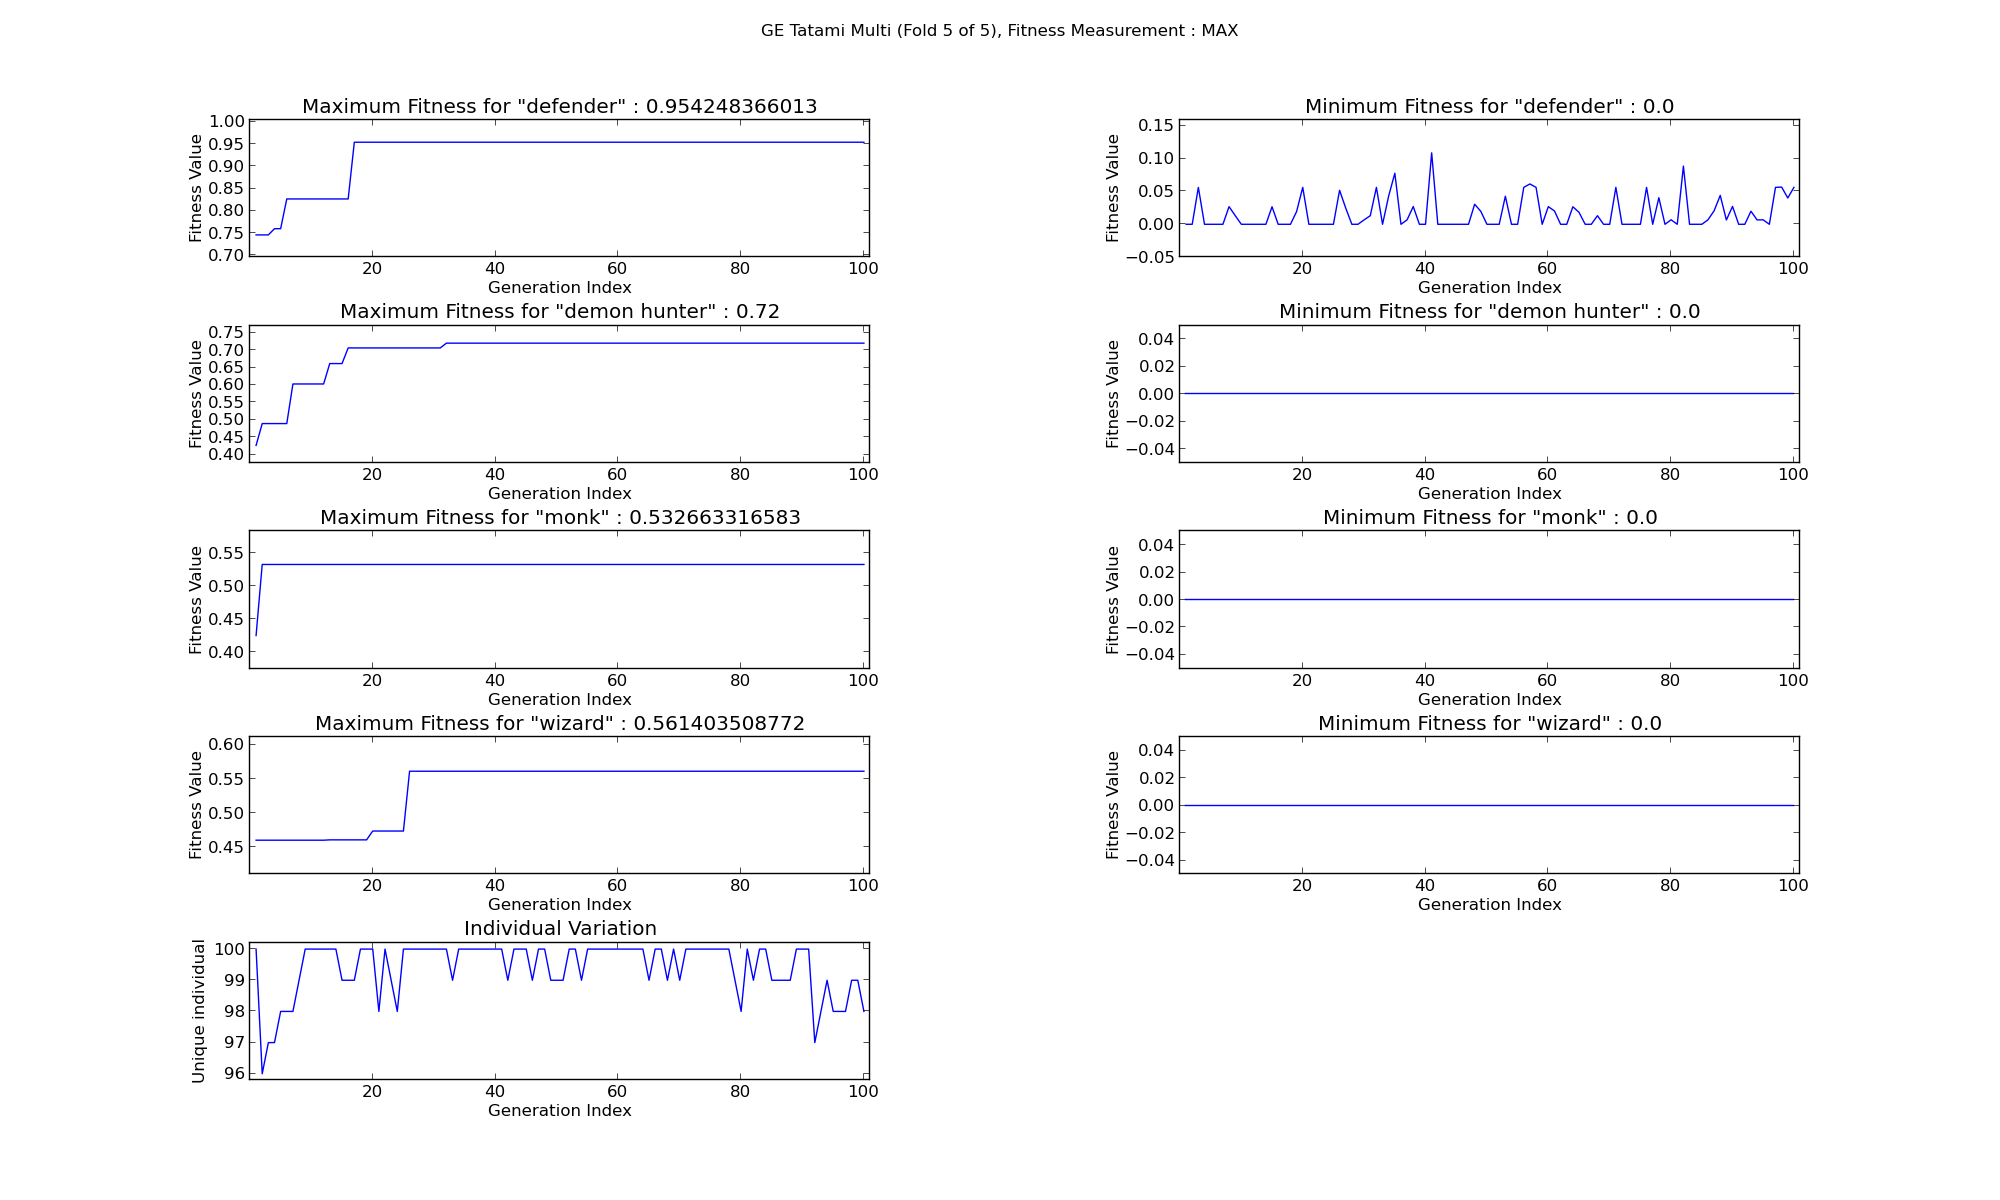 GE Tatami Multi (Fold 5 of 5), Fitness Measurement : MAX
Maximum Fitness for "defender" : 0.954248366013
Fitness Value
1.00
0.95
0.90
0.85
0.80
0.75
0.70
20 40 60 80 100
Generation Index
Minimum Fitness for "defender" : 0.0
Fitness Value
0.15
0.10
0.05
0.00
−0.05
20 40 60 80 100
Generation Index
Maximum Fitness for "demon hunter" : 0.72
Fitness Value
0.75
0.70
0.65
0.60
0.55
0.50
0.45
0.40
20 40 60 80 100
Generation Index
Minimum Fitness for "demon hunter" : 0.0
Fitness Value
0.04
0.02
0.00
−0.02
−0.04
20 40 60 80 100
Generation Index
Maximum Fitness for "monk" : 0.532663316583
Fitness Value
0.55
0.50
0.45
0.40
20 40 60 80 100
Generation Index
Minimum Fitness for "monk" : 0.0
Fitness Value
0.04
0.02
0.00
−0.02
−0.04
20 40 60 80 100
Generation Index
Maximum Fitness for "wizard" : 0.561403508772
Fitness Value
0.60
0.55
0.50
0.45
20 40 60 80 100
Generation Index
Minimum Fitness for "wizard" : 0.0
Fitness Value
0.04
0.02
0.00
−0.02
−0.04
20 40 60 80 100
Generation Index
Individual Variation
Unique individual
100
99
98
97
96
20 40 60 80 100
Generation Index